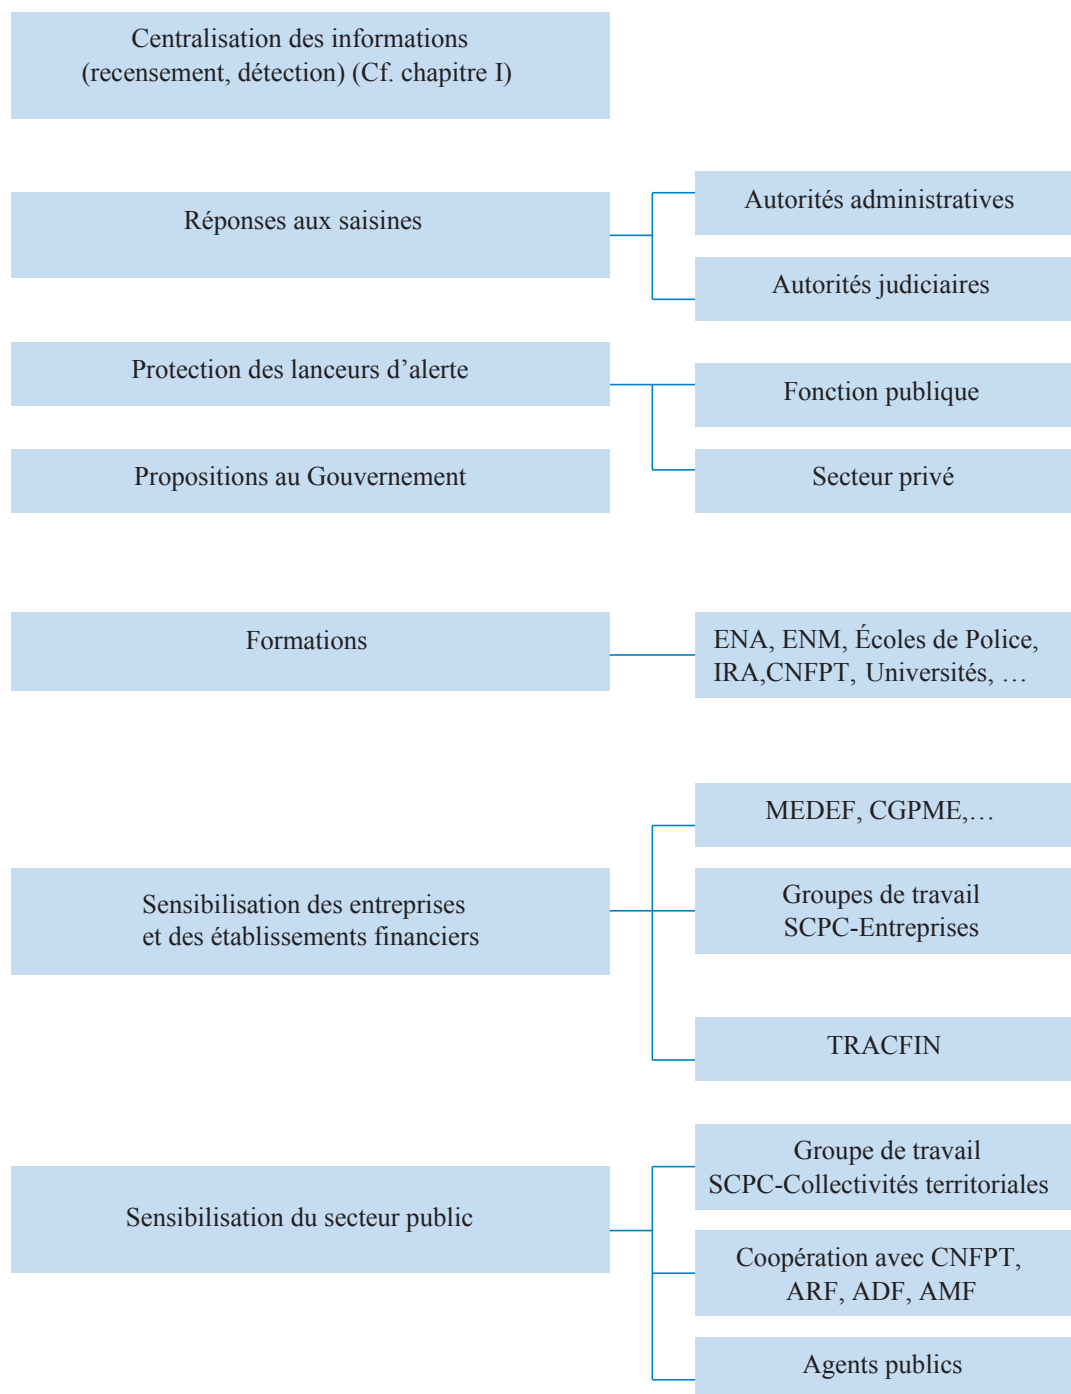 Centralisation des informations
(recensement, détection) (Cf. chapitre I)
Réponses aux saisines
Autorités administratives
Autorités judiciaires
Protection des lanceurs d’alerte
Fonction publique
Propositions au Gouvernement
Secteur privé
Formations
ENA, ENM, Écoles de Police,
IRA,CNFPT, Universités, …
MEDEF, CGPME,…
Sensibilisation des entreprises
et des établissements financiers
Groupes de travail
SCPC-Entreprises
TRACFIN
Sensibilisation du secteur public
Groupe de travail
SCPC-Collectivités territoriales
Coopération avec CNFPT,
ARF, ADF, AMF
Agents publics